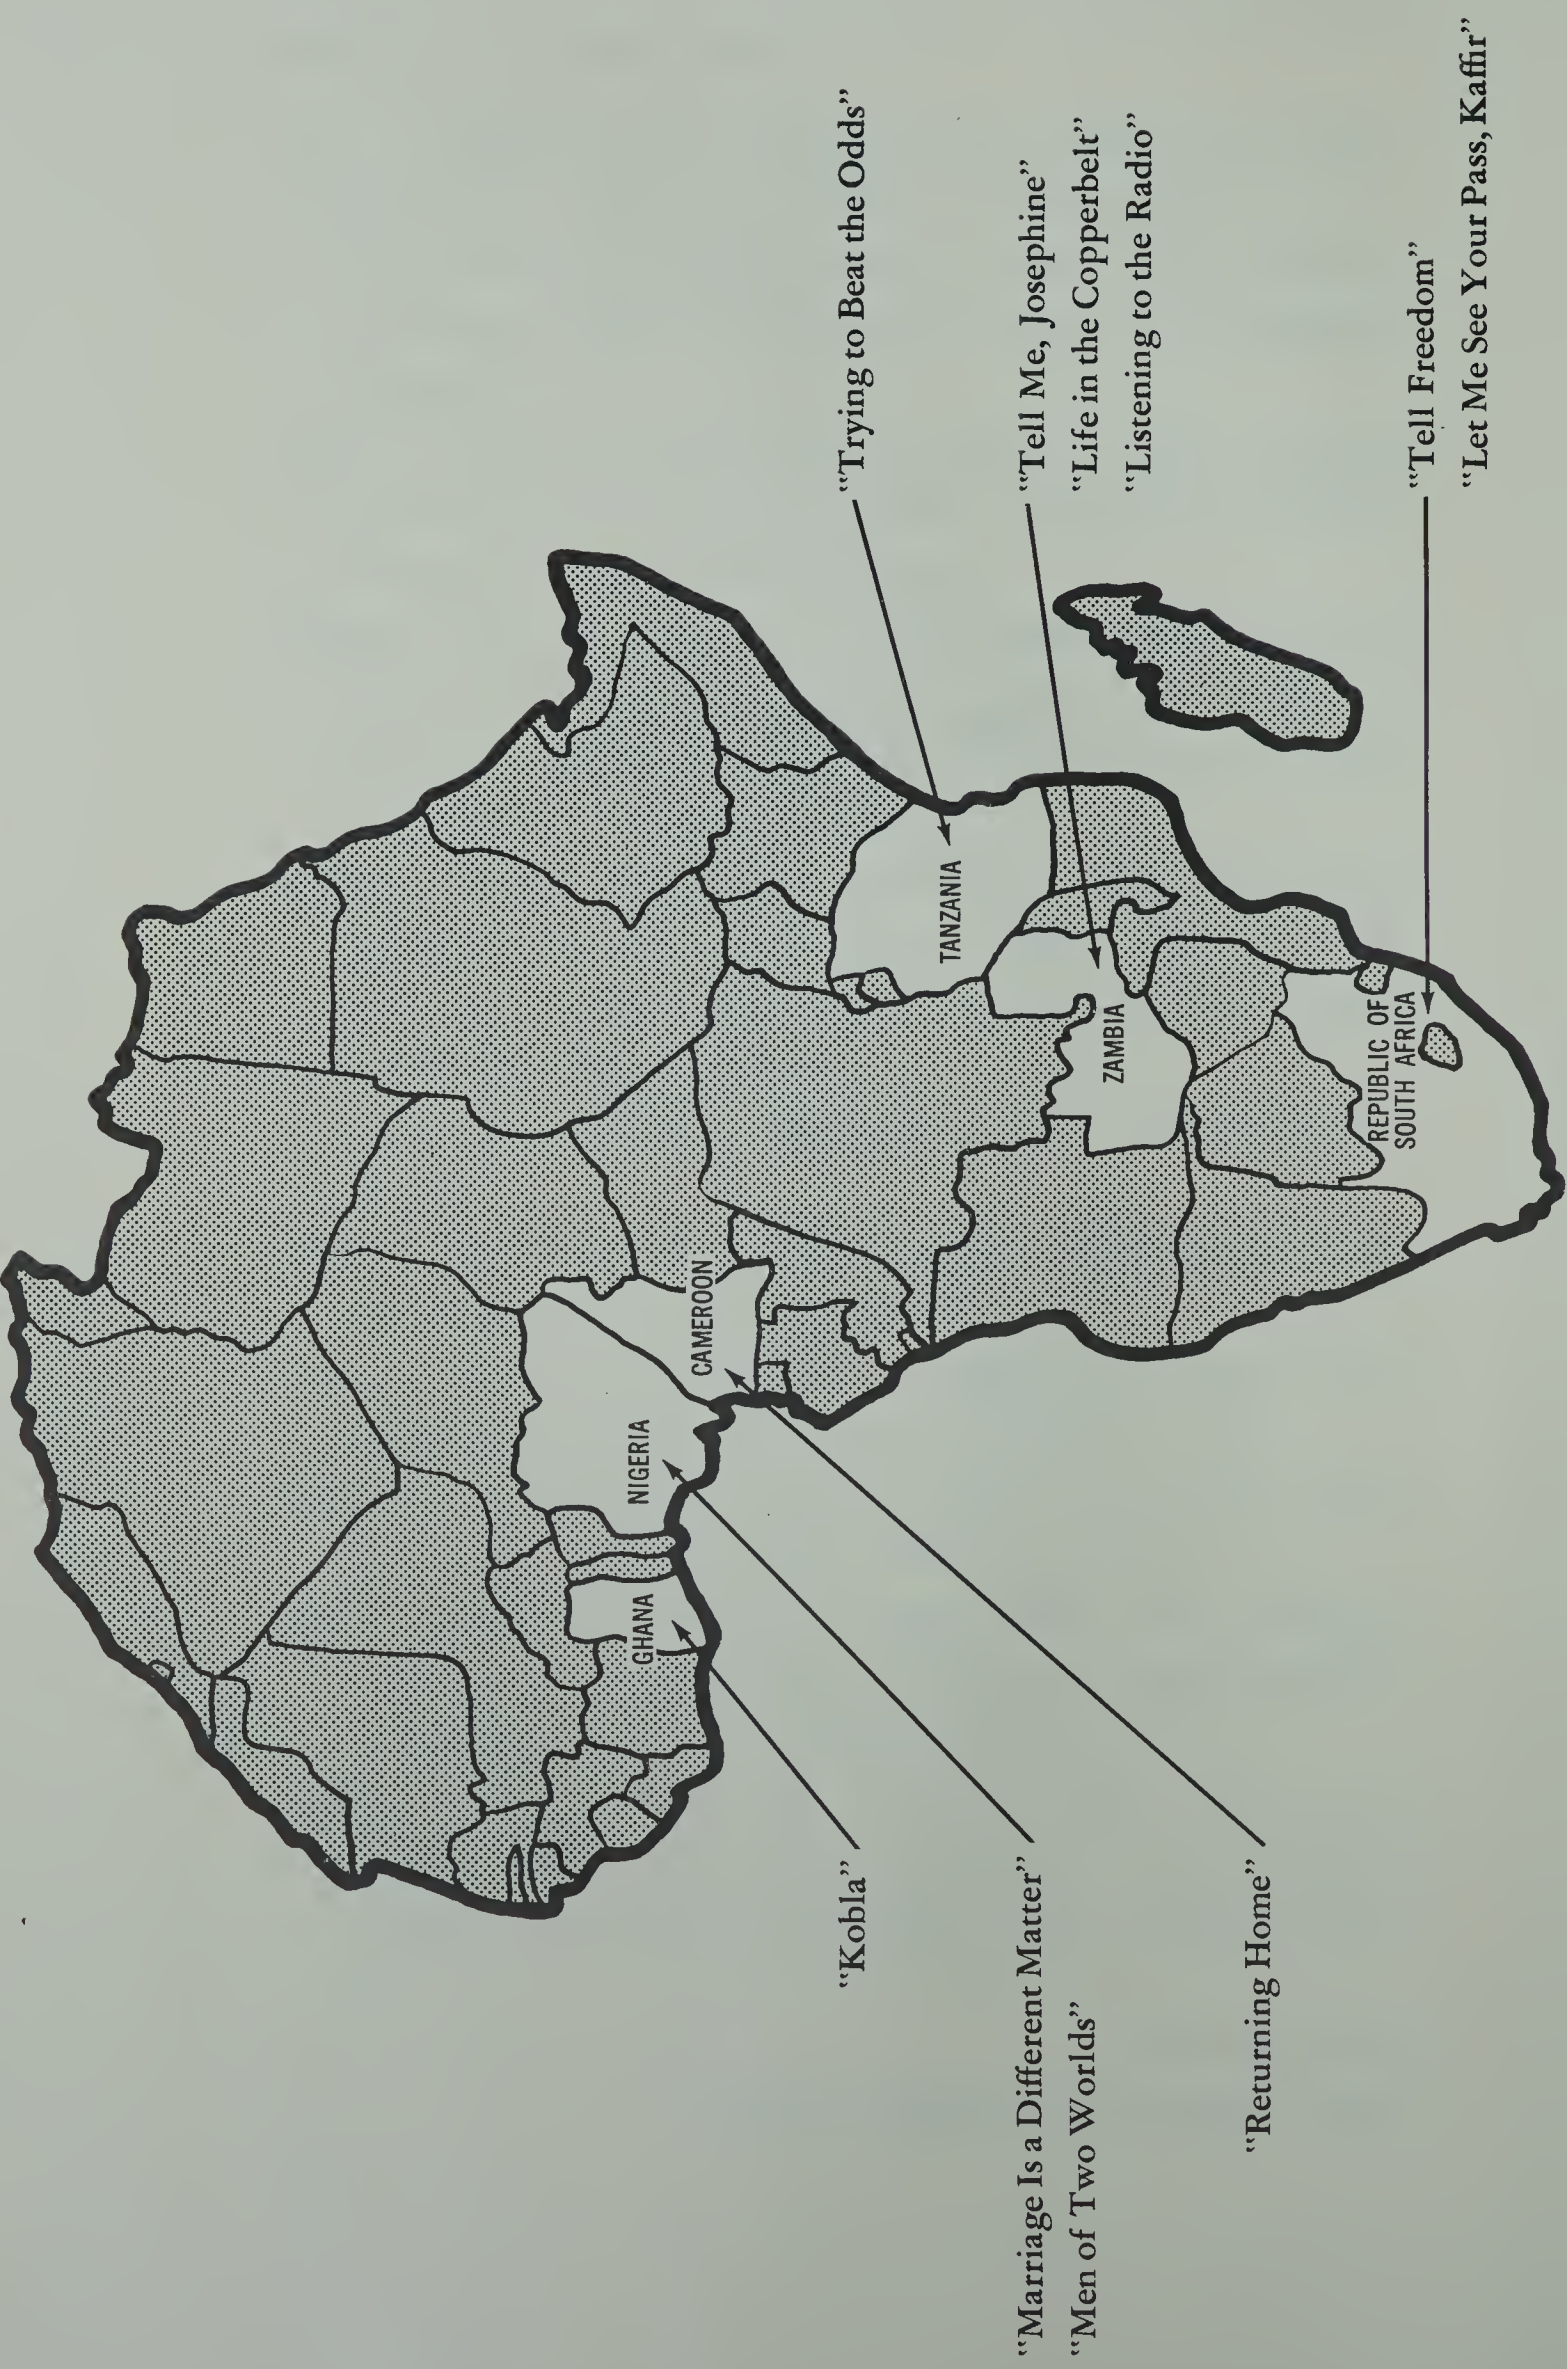 "Trying to Beat the Odds"
"Tell Me, Josephine"
"Life in the Copperbelt"
"Listening to the Radio"
"Tell Freedom"
"Let Me See Your Pass, Kaffir"
TANZANIA
ZAMBIA
REPUBLIC OF
SOUTH AFRICA
CAMEROON
NIGERIA
GHANA
"Kobla"
"Marriage Is a Different Matter"
"Men of Two Worlds"
"Returning Home"